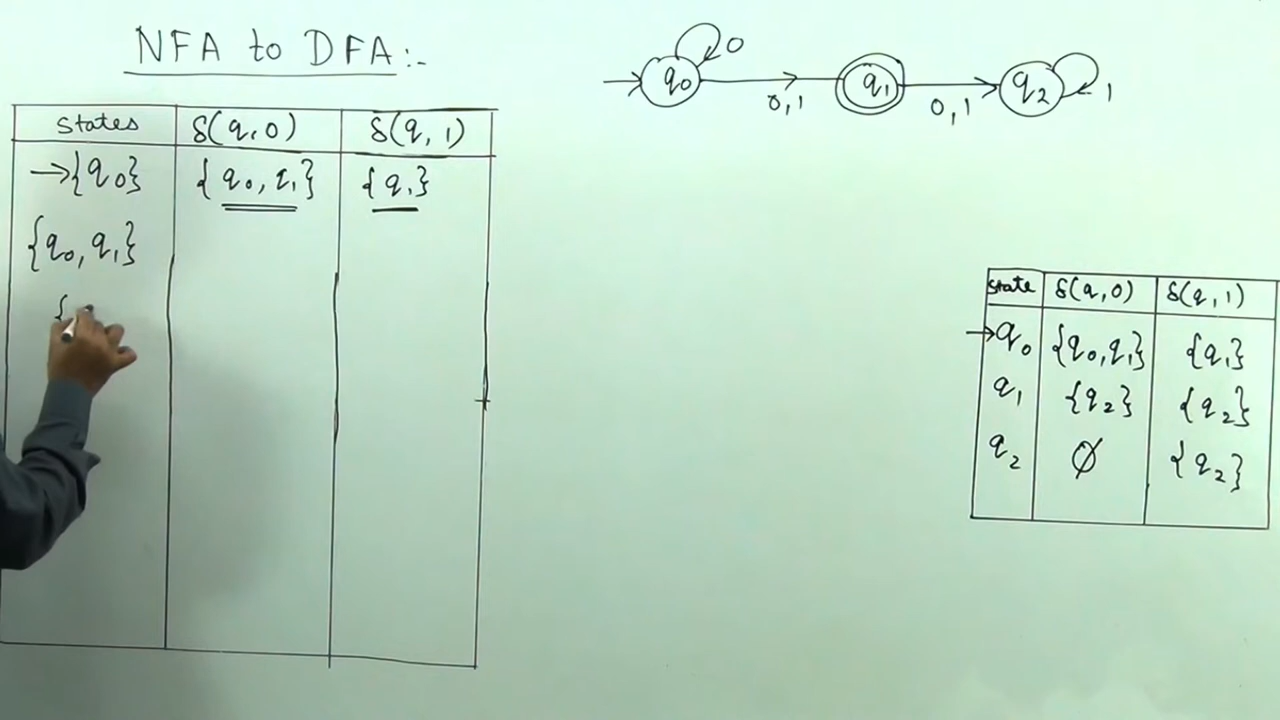 NFA to DFA:-
0
q0 0,1 q1 0,1 q2 1
states δ(q,0) δ(q,1)
→{q0} {q0,q1} {q1}
{q0,q1}
{
state δ(q,0) δ(q,1)
→q0 {q0,q1} {q1}
q1 {q2} {q2}
q2 Ø {q2}